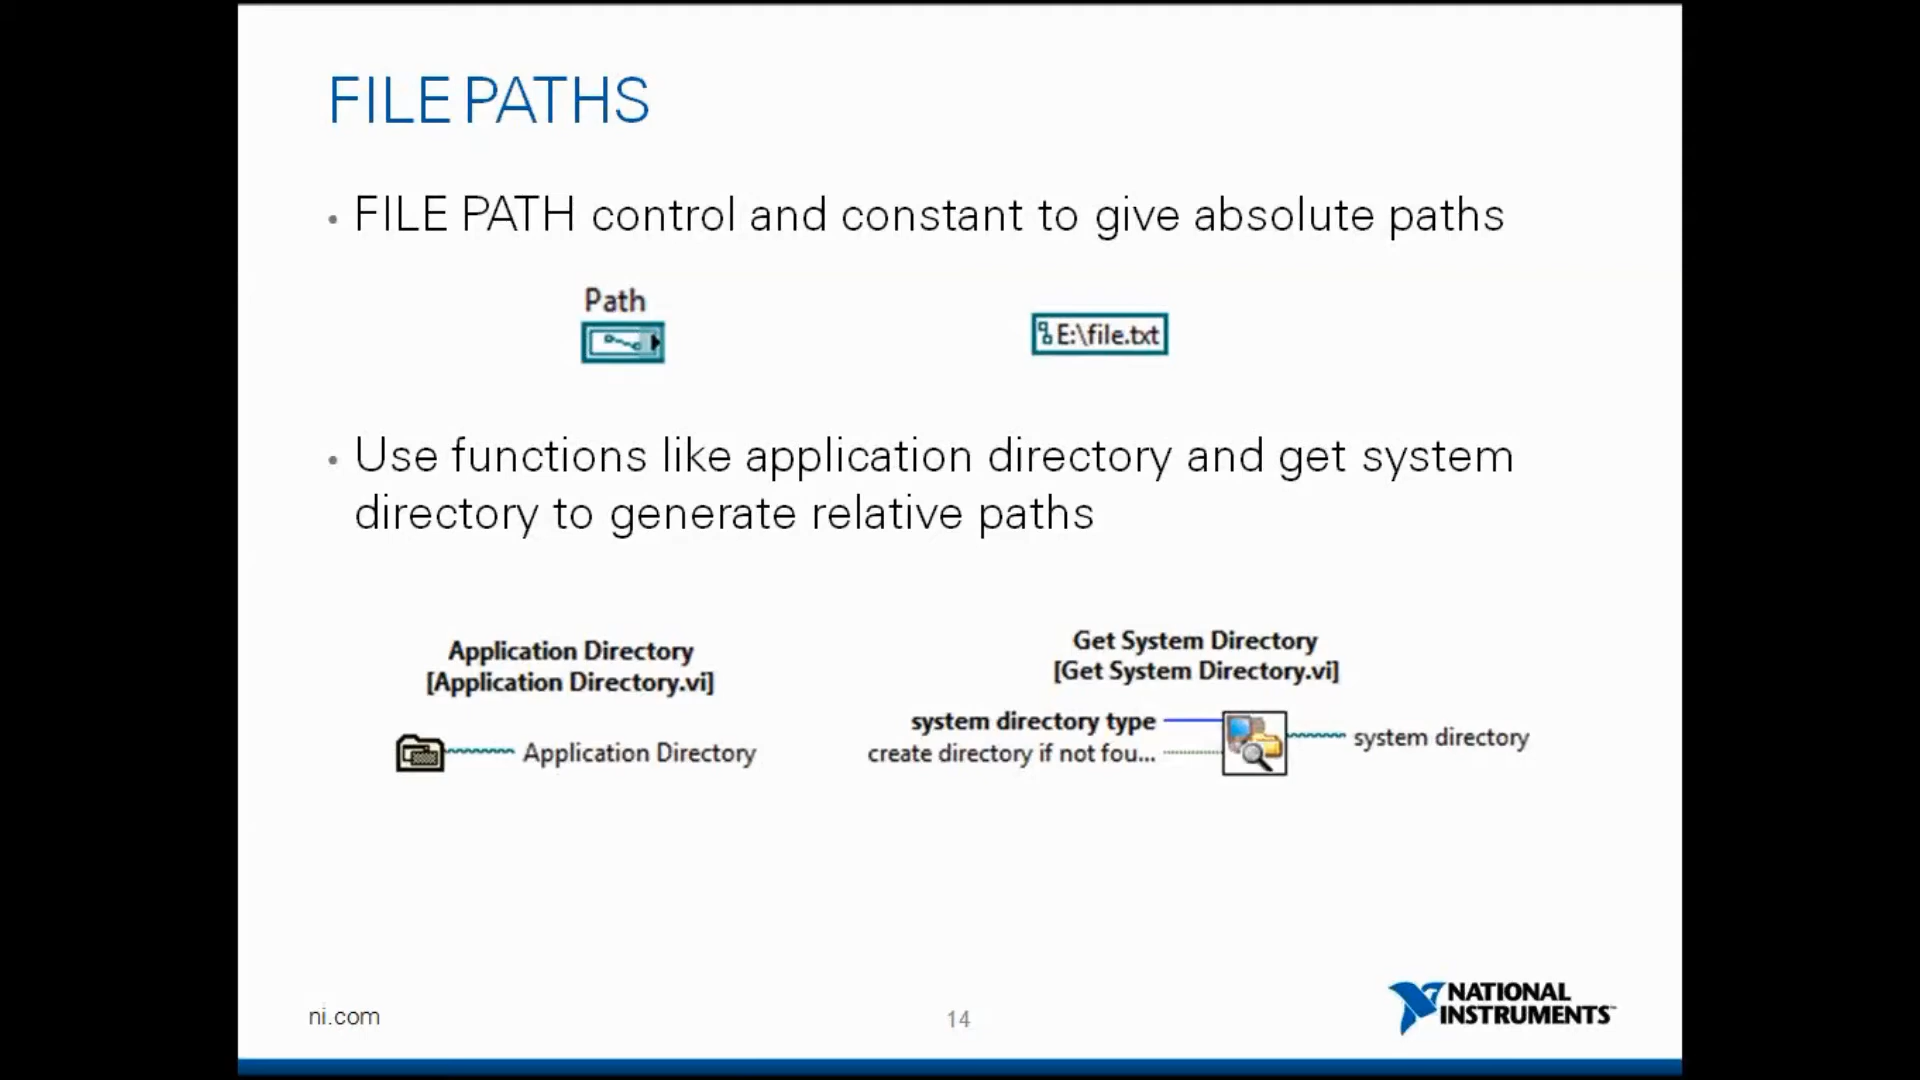 FILE PATHS
• FILE PATH control and constant to give absolute paths
Path
E:\file.txt
• Use functions like application directory and get system
directory to generate relative paths
Application Directory
[Application Directory.vi]
Application Directory
Get System Directory
[Get System Directory.vi]
system directory type
create directory if not fou...
system directory
ni.com
14
NATIONAL
INSTRUMENTS™